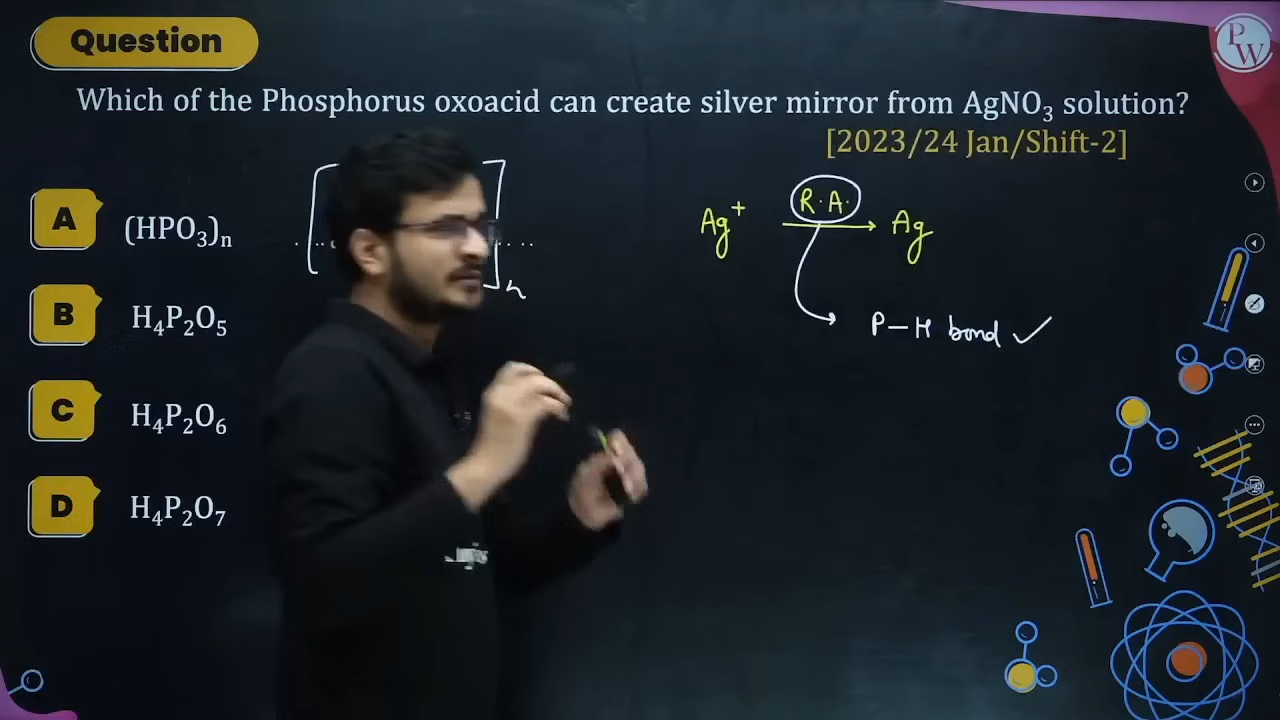 Question
PW
Which of the Phosphorus oxoacid can create silver mirror from AgNO₃ solution?
[2023/24 Jan/Shift-2]
A (HPO₃)ₙ
B H₄P₂O₅
C H₄P₂O₆
D H₄P₂O₇
n
Ag⁺ R.A. → Ag
P–H bond ✓